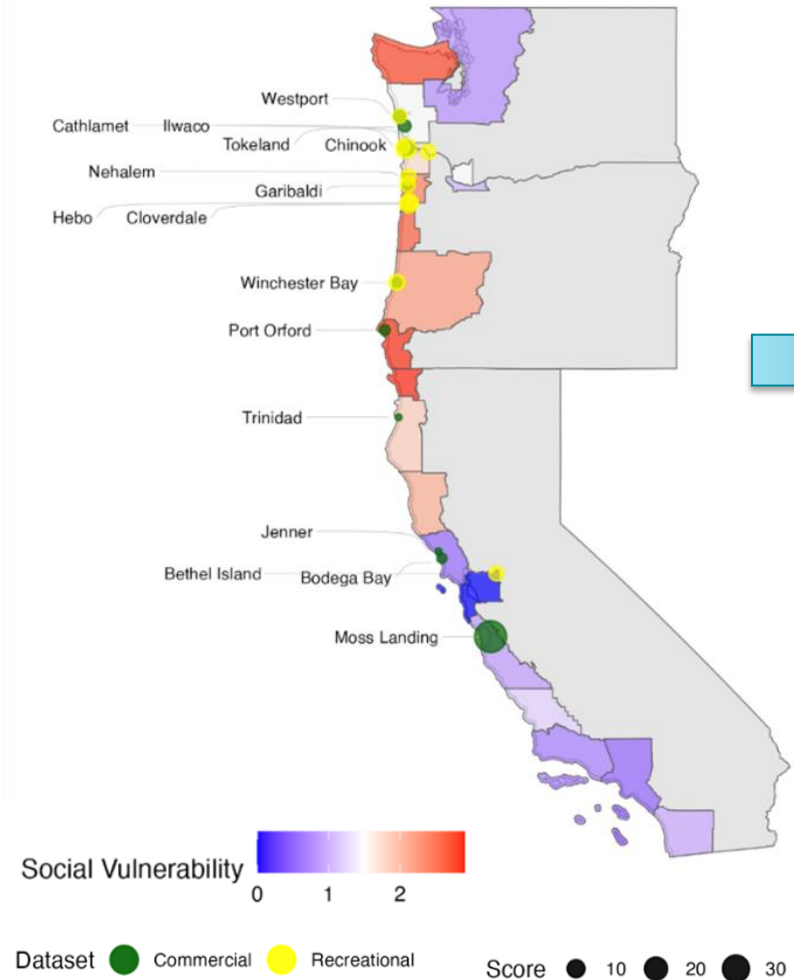 Westport
Cathlamet Ilwaco
Tokeland Chinook
Nehalem
Garibaldi
Hebo Cloverdale
Winchester Bay
Port Orford
Trinidad
Jenner
Bethel Island Bodega Bay
Moss Landing
Social Vulnerability
0 1 2
Dataset Commercial Recreational
Score 10 20 30